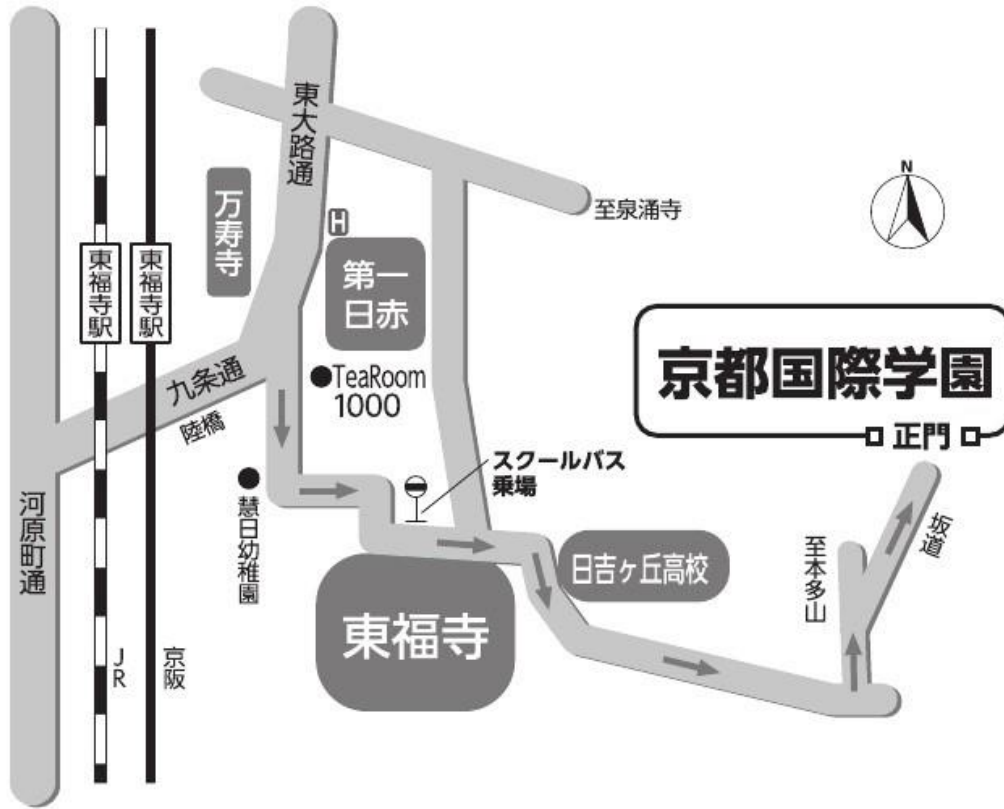 東大路通
N
至泉涌寺
万寿寺
H
第一
日赤
東福寺駅
東福寺駅
京都国際学園
正門
九条通
陸橋
TeaRoom
1000
スクールバス
乗場
慧日幼稚園
河原町通
日吉ヶ丘高校
至本多山
坂道
東福寺
JR
京阪